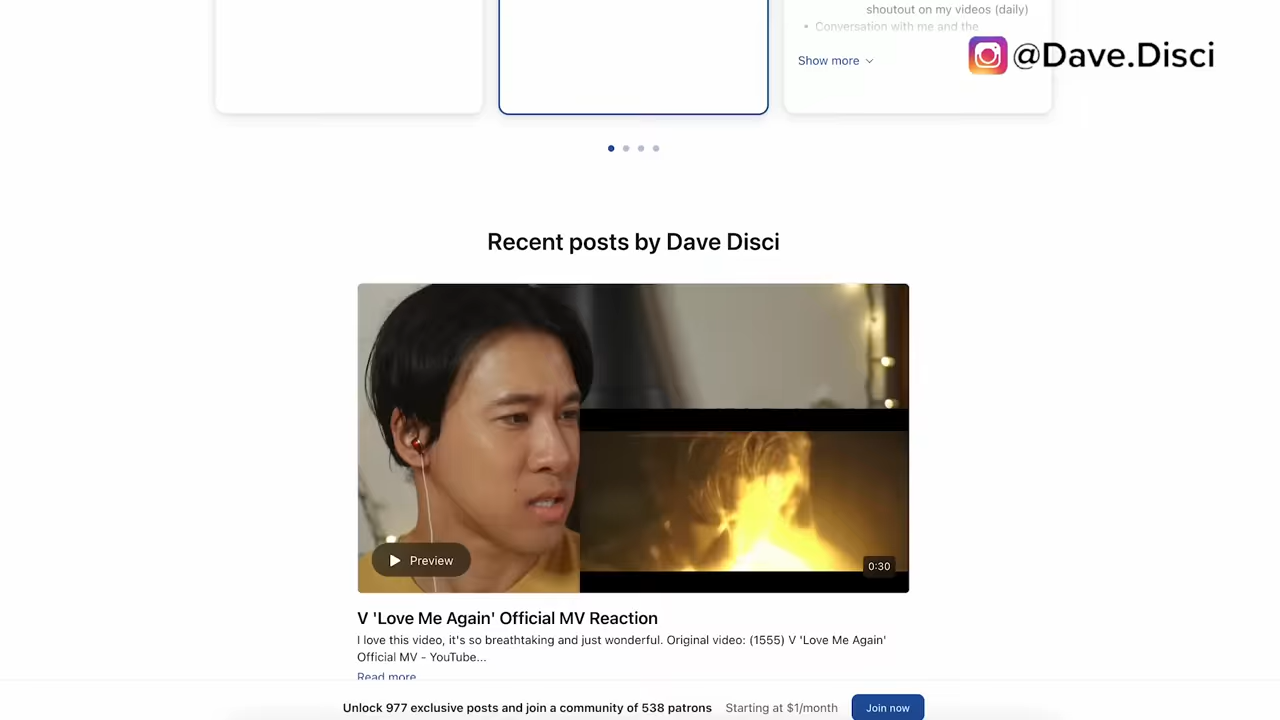 shoutout on my videos (daily)
• Conversation with me and the
Show more
@Dave.Disci
Recent posts by Dave Disci
Preview
0:30
V 'Love Me Again' Official MV Reaction
I love this video, it's so breathtaking and just wonderful. Original video: (1555) V 'Love Me Again'
Official MV - YouTube...
Read more
Unlock 977 exclusive posts and join a community of 538 patrons Starting at $1/month Join now